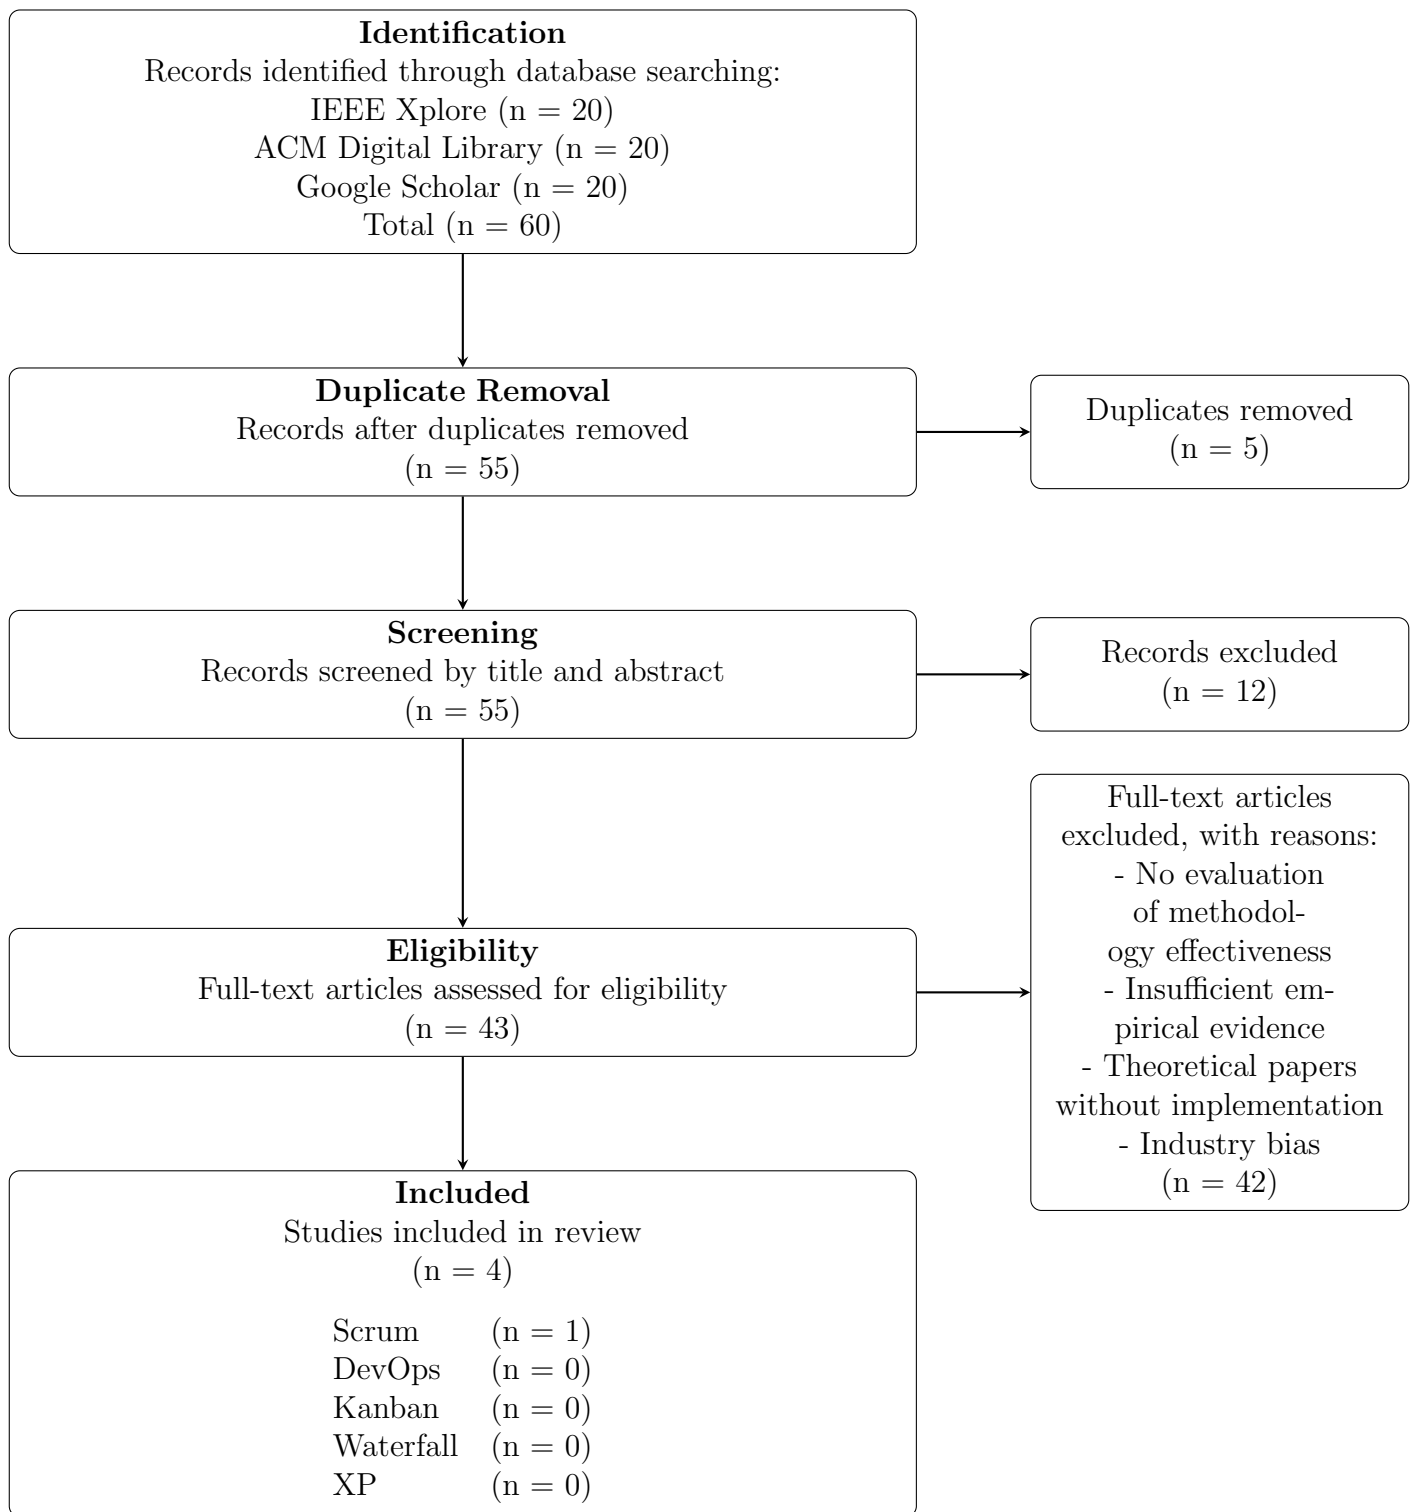 Identification
Records identified through database searching:
IEEE Xplore (n = 20)
ACM Digital Library (n = 20)
Google Scholar (n = 20)
Total (n = 60)
Duplicate Removal
Records after duplicates removed
(n = 55)
Duplicates removed
(n = 5)
Screening
Records screened by title and abstract
(n = 55)
Records excluded
(n = 12)
Eligibility
Full-text articles assessed for eligibility
(n = 43)
Full-text articles
excluded, with reasons:
- No evaluation
of methodol-
ogy effectiveness
- Insufficient em-
pirical evidence
- Theoretical papers
without implementation
- Industry bias
(n = 42)
Included
Studies included in review
(n = 4)
Scrum (n = 1)
DevOps (n = 0)
Kanban (n = 0)
Waterfall (n = 0)
XP (n = 0)